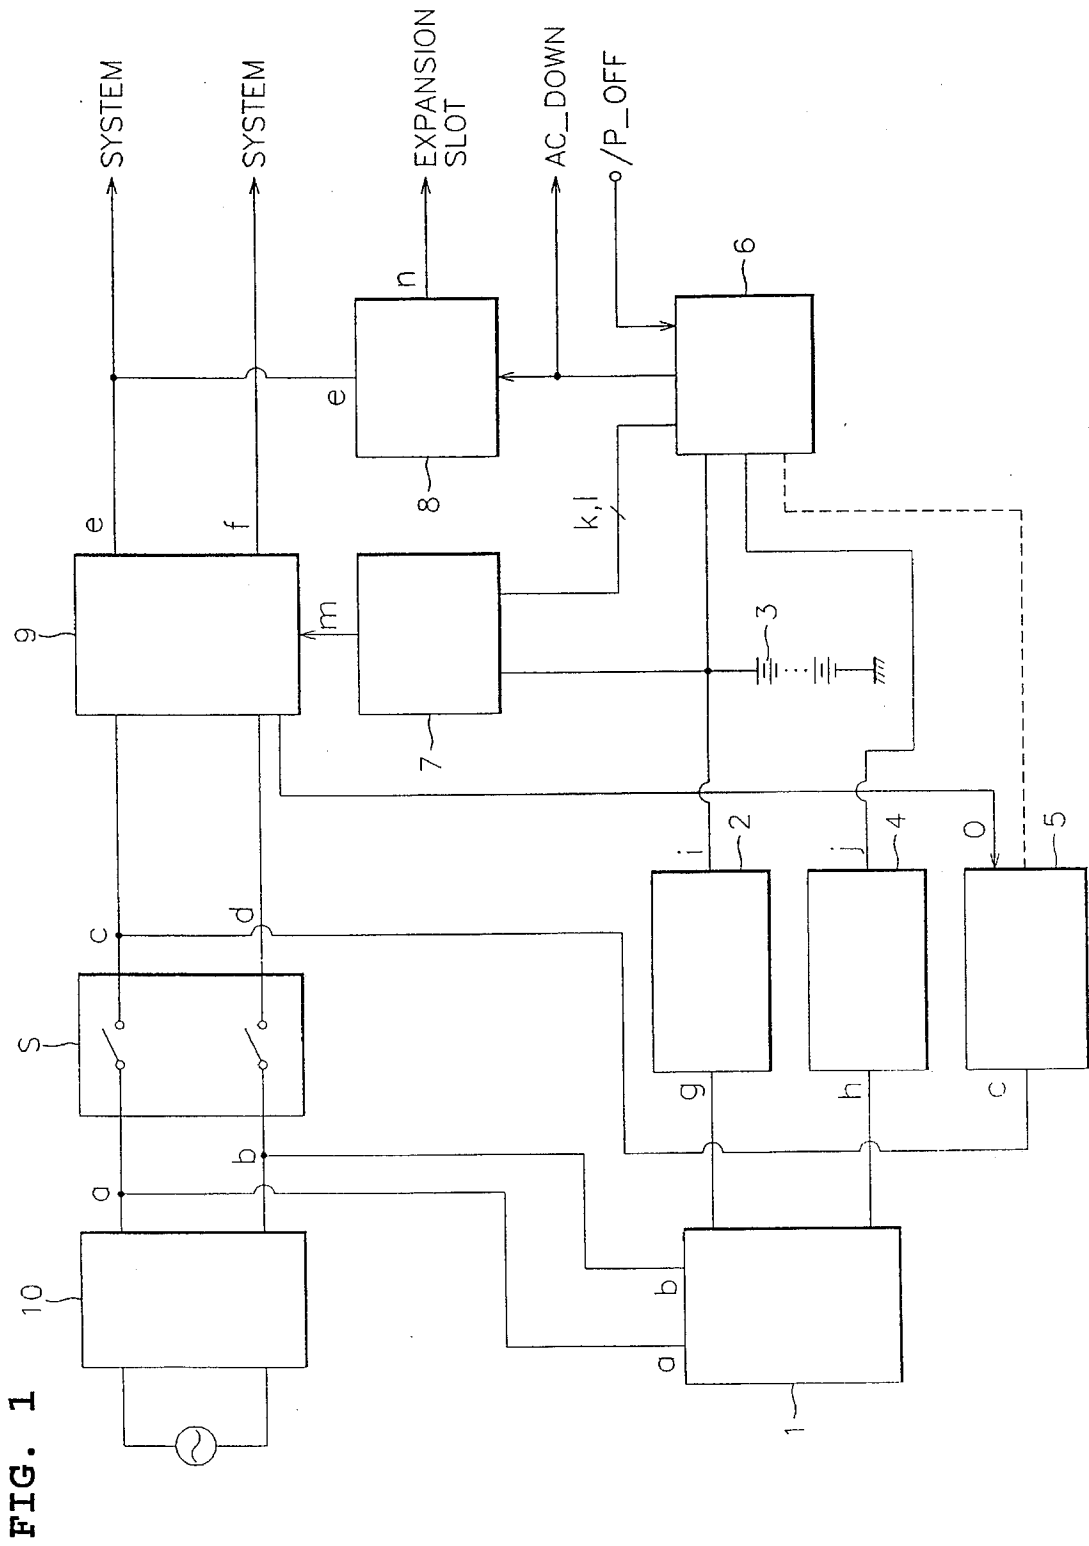 FIG. 1
10
a
b
S
c
d
9
e
f
SYSTEM
SYSTEM
m
7
e
8
n
EXPANSION
SLOT
AC_DOWN
/P_OFF
k,l
6
3
a
b
1
g
h
i
2
j
4
c
o
5